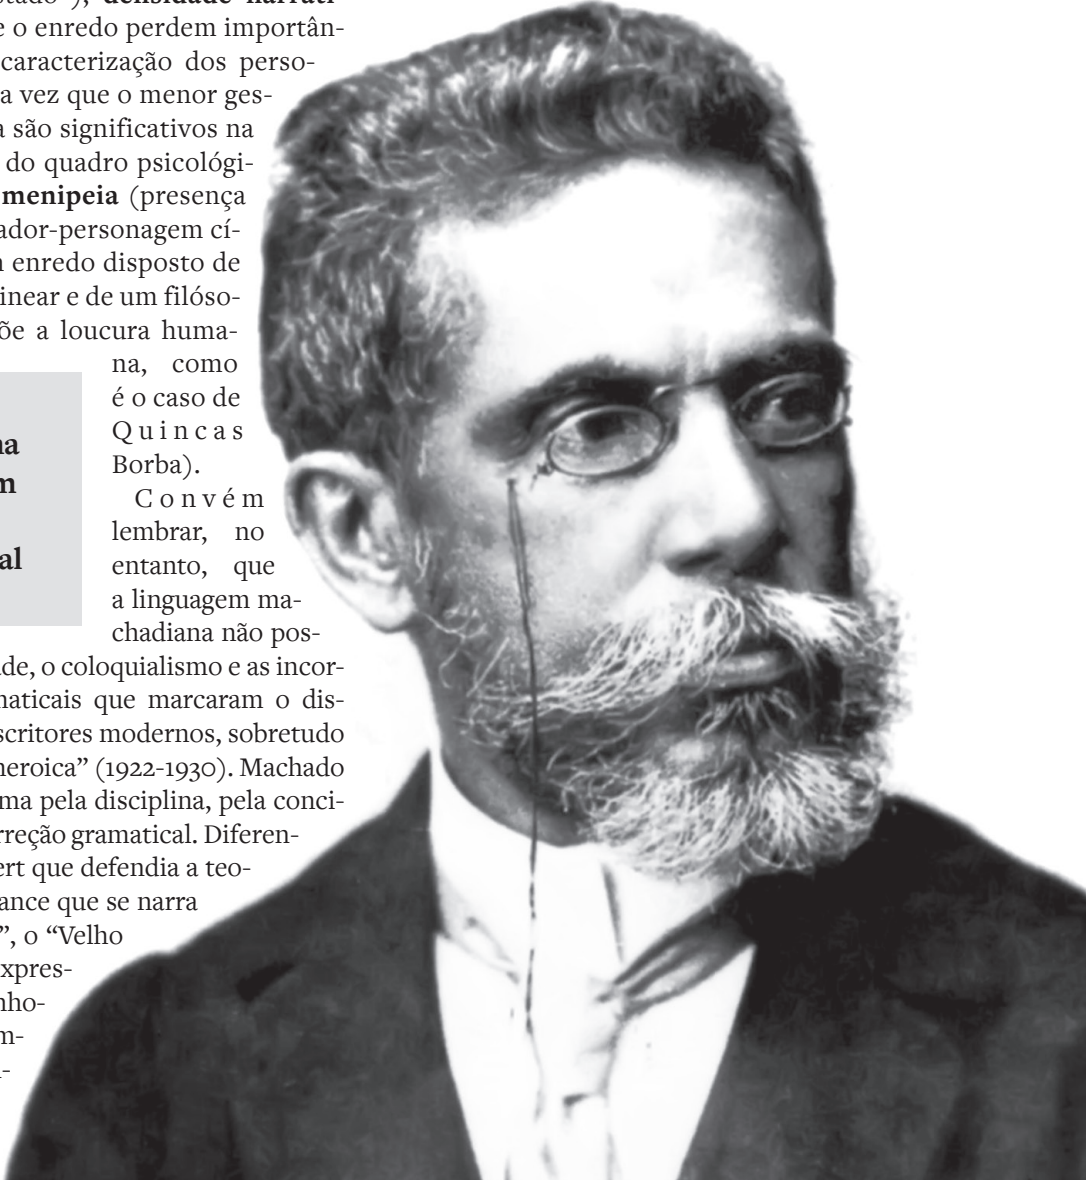 densidade narrati-
e o enredo perdem importân-
caracterização dos perso-
a vez que o menor ges-
a são significativos na
do quadro psicológi-
menipeia (presença
ador-personagem cí-
enredo disposto de
inear e de um filóso-
õe a loucura huma-
na, como
é o caso de
Quincas
Borba).
Convém
lembrar, no
entanto, que
a linguagem ma-
chadiana não pos-
de, o coloquialismo e as incor-
maticais que marcaram o dis-
scritores modernos, sobretudo
heroica” (1922-1930). Machado
ma pela disciplina, pela conci-
rreção gramatical. Diferen-
ert que defendia a teo-
ance que se narra
”, o “Velho
xpres-
nho-
m-
na
m
al